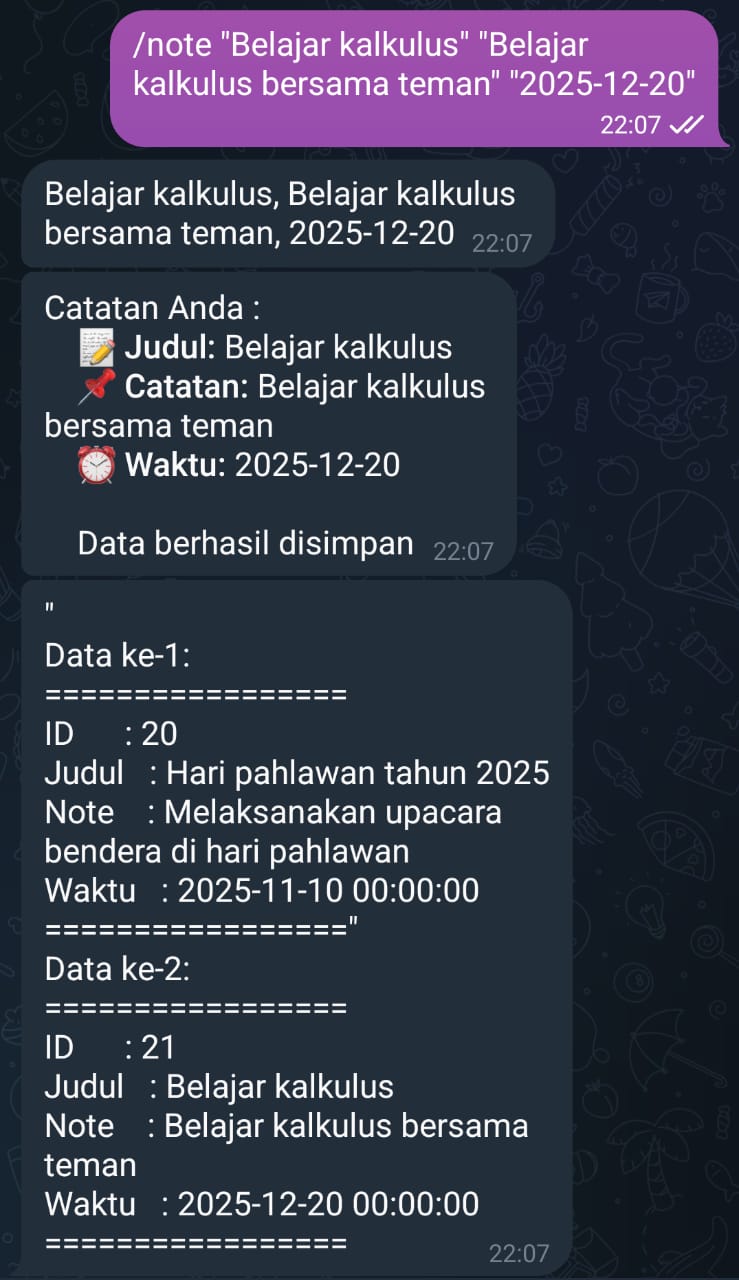 /note "Belajar kalkulus" "Belajar
kalkulus bersama teman" "2025-12-20"
22:07
Belajar kalkulus, Belajar kalkulus
bersama teman, 2025-12-20 22:07
Catatan Anda :
📝 Judul: Belajar kalkulus
📌 Catatan: Belajar kalkulus
bersama teman
⏰ Waktu: 2025-12-20
Data berhasil disimpan 22:07
"
Data ke-1:
=================
ID : 20
Judul : Hari pahlawan tahun 2025
Note : Melaksanakan upacara
bendera di hari pahlawan
Waktu : 2025-11-10 00:00:00
================="
Data ke-2:
=================
ID : 21
Judul : Belajar kalkulus
Note : Belajar kalkulus bersama
teman
Waktu : 2025-12-20 00:00:00
=================
22:07